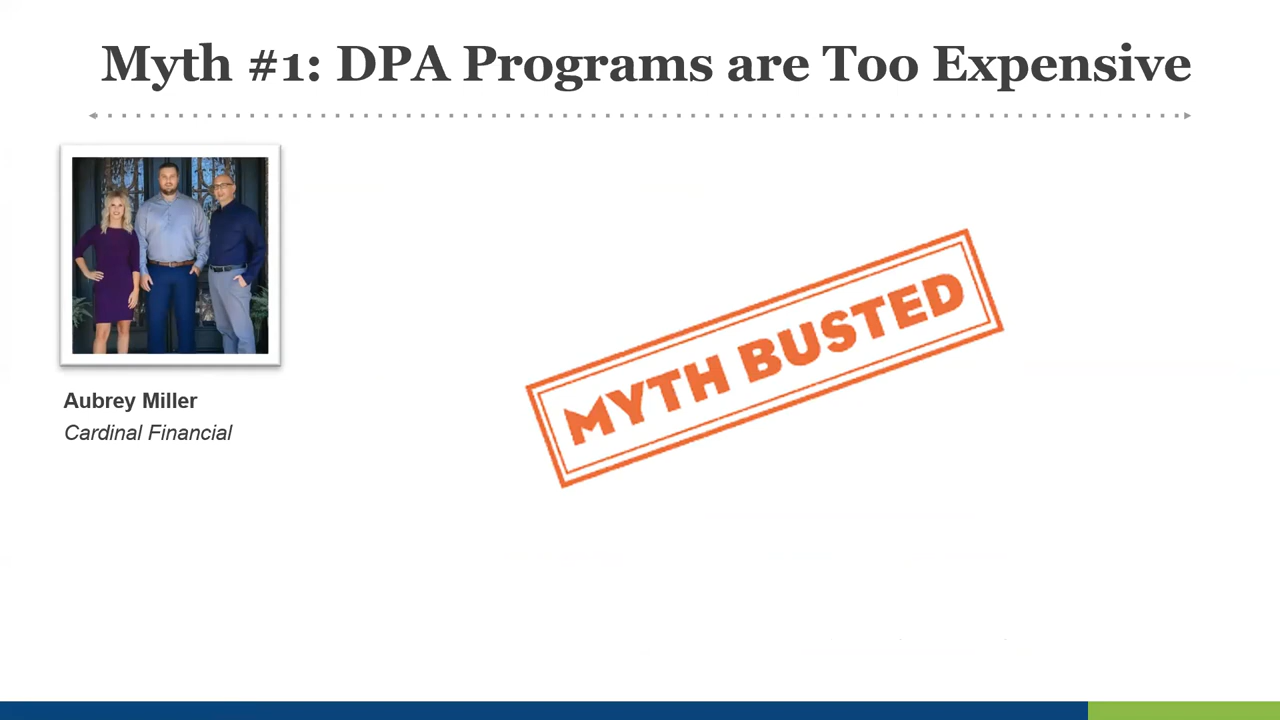 Myth #1: DPA Programs are Too Expensive
MYTH BUSTED
Aubrey Miller
Cardinal Financial